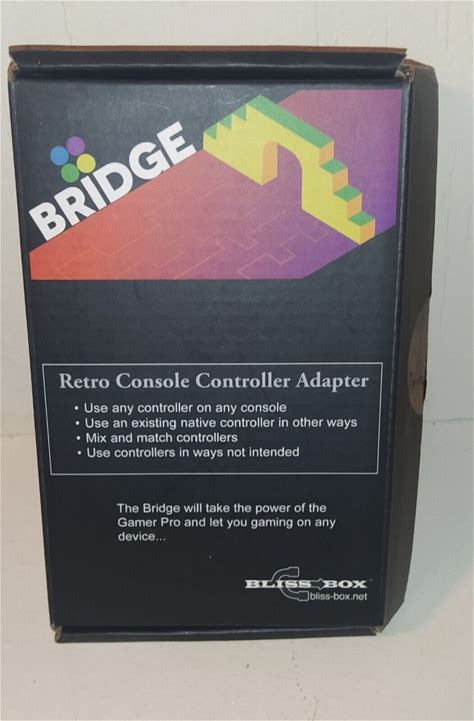 BRIDGE
Retro Console Controller Adapter
• Use any controller on any console
• Use an existing native controller in other ways
• Mix and match controllers
• Use controllers in ways not intended
The Bridge will take the power of the
Gamer Pro and let you gaming on any
device...
BLISS BOX
bliss-box.net